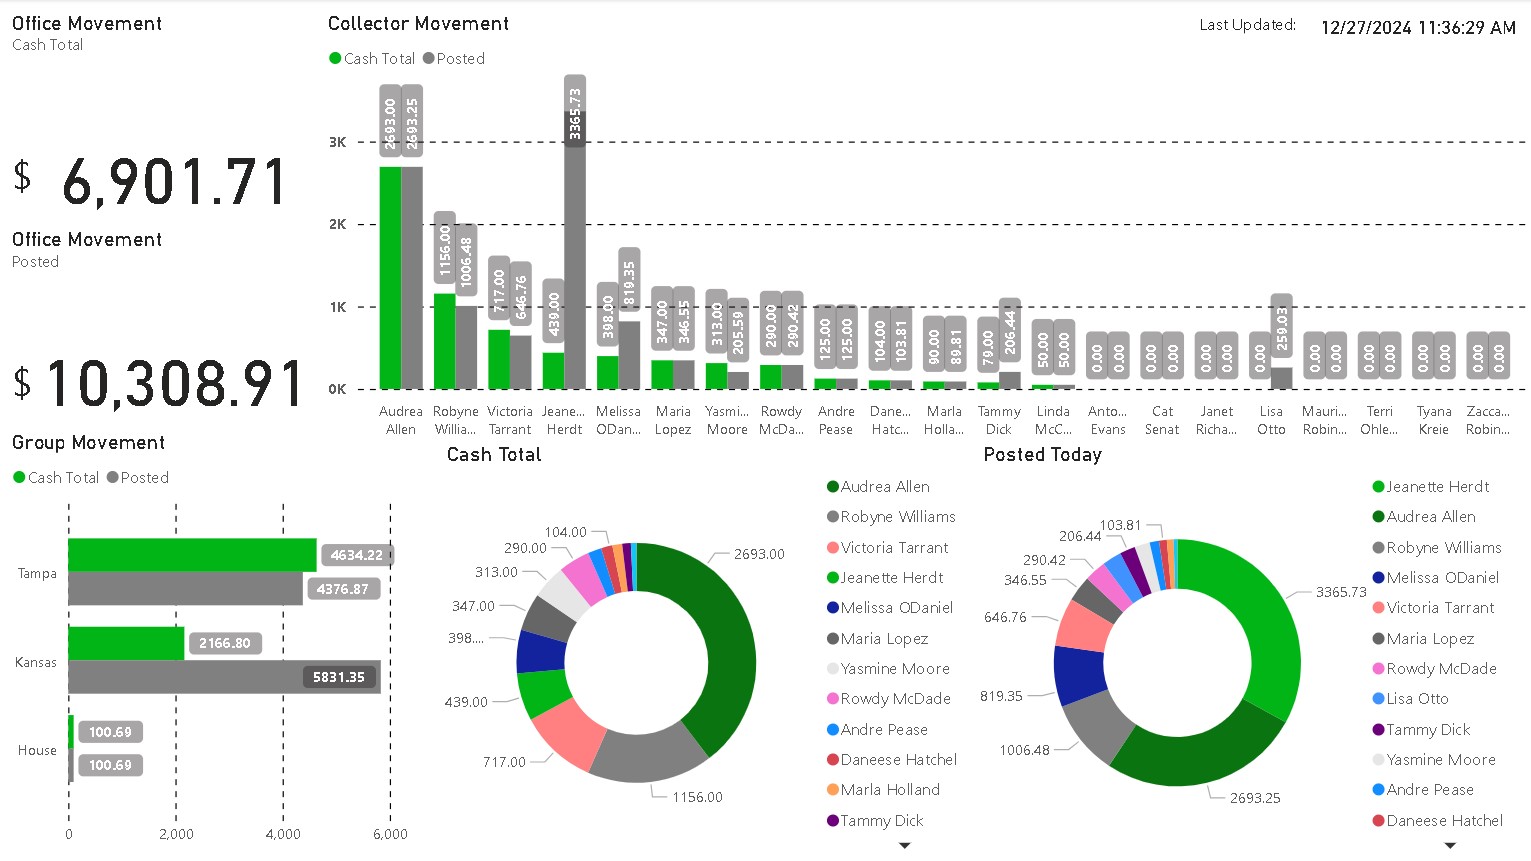 Office Movement
Cash Total
$ 6,901.71
Office Movement
Posted
$ 10,308.91
Collector Movement
Last Updated: 12/27/2024 11:36:29 AM
Cash Total Posted
3K
2K
1K
0K
2693.00 2693.25
1156.00 1006.48
717.00 646.76
439.00 3365.73
398.00 819.35
347.00 346.55
313.00 205.59
290.00 290.42
125.00 125.00
104.00 103.81
90.00 89.81
79.00 206.44
50.00 50.00
0.00 0.00
0.00 0.00
0.00 0.00
0.00 259.03
0.00 0.00
0.00 0.00
0.00 0.00
0.00 0.00
Audrea Robyne Victoria Jeane... Melissa Maria Yasmi... Rowdy Andre Dane... Marla Tammy Linda Anto... Cat Janet Lisa Mauri... Terri Tyana Zacca...
Allen Willia... Tarrant Herdt ODan... Lopez Moore McDa... Pease Hatc... Holla... Dick McC... Evans Senat Richa... Otto Robin... Ohle... Kreie Robin...
Group Movement
Cash Total Posted
Tampa
4634.22
4376.87
Kansas
2166.80
5831.35
House
100.69
100.69
0 2,000 4,000 6,000
Cash Total
104.00
290.00
313.00
347.00
398....
439.00
717.00
1156.00
2693.00
Audrea Allen
Robyne Williams
Victoria Tarrant
Jeanette Herdt
Melissa ODaniel
Maria Lopez
Yasmine Moore
Rowdy McDade
Andre Pease
Daneese Hatchel
Marla Holland
Tammy Dick
Posted Today
103.81
206.44
290.42
346.55
646.76
819.35
1006.48
2693.25
3365.73
Jeanette Herdt
Audrea Allen
Robyne Williams
Melissa ODaniel
Victoria Tarrant
Maria Lopez
Rowdy McDade
Lisa Otto
Tammy Dick
Yasmine Moore
Andre Pease
Daneese Hatchel